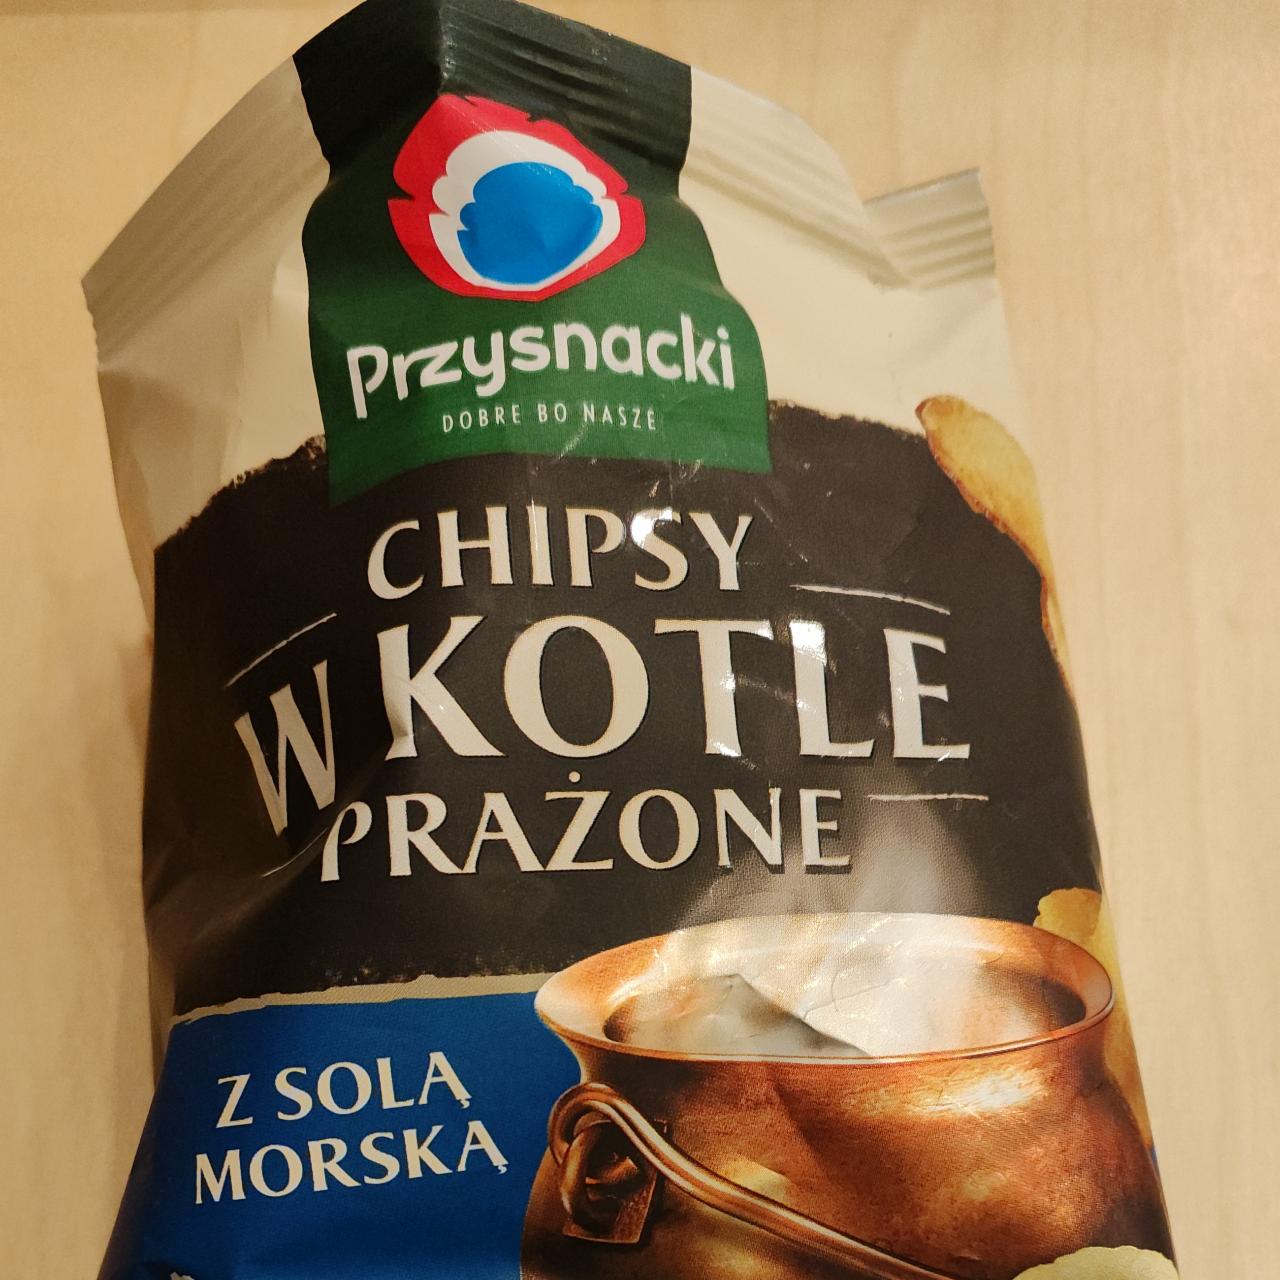 Przysnacki
DOBRE BO NASZE
CHIPSY
W KOTLE
PRAŻONE
Z SOLĄ
MORSKĄ